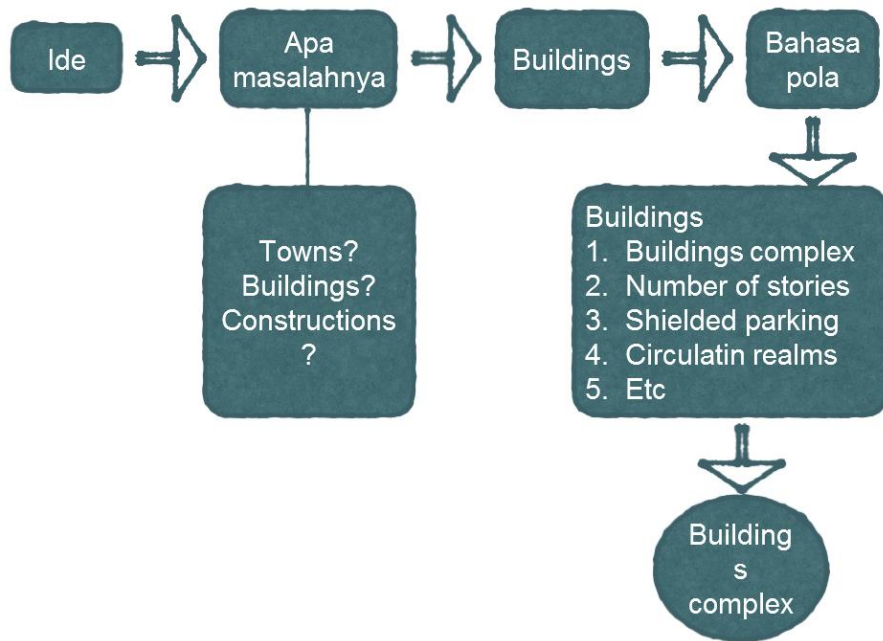 Ide
Apa
masalahnya
Buildings
Bahasa
pola
Towns?
Buildings?
Constructions
?
Buildings
1. Buildings complex
2. Number of stories
3. Shielded parking
4. Circulatin realms
5. Etc
Building
s
complex